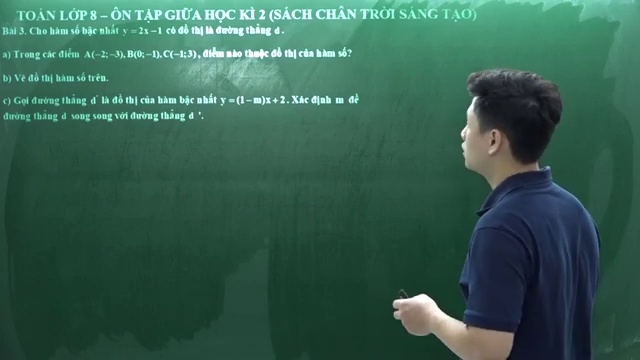 TOÁN LỚP 8 – ÔN TẬP GIỮA HỌC KÌ 2 (SÁCH CHÂN TRỜI SÁNG TẠO)
Bài 3. Cho hàm số bậc nhất y = 2x −1 có đồ thị là đường thẳng d.
a) Trong các điểm A(−2; −3), B(0; −1), C(−1; 3), điểm nào thuộc đồ thị của hàm số?
b) Vẽ đồ thị hàm số trên.
c) Gọi đường thẳng d' là đồ thị của hàm bậc nhất y = (1−m)x + 2. Xác định m để
đường thẳng d song song với đường thẳng d '.